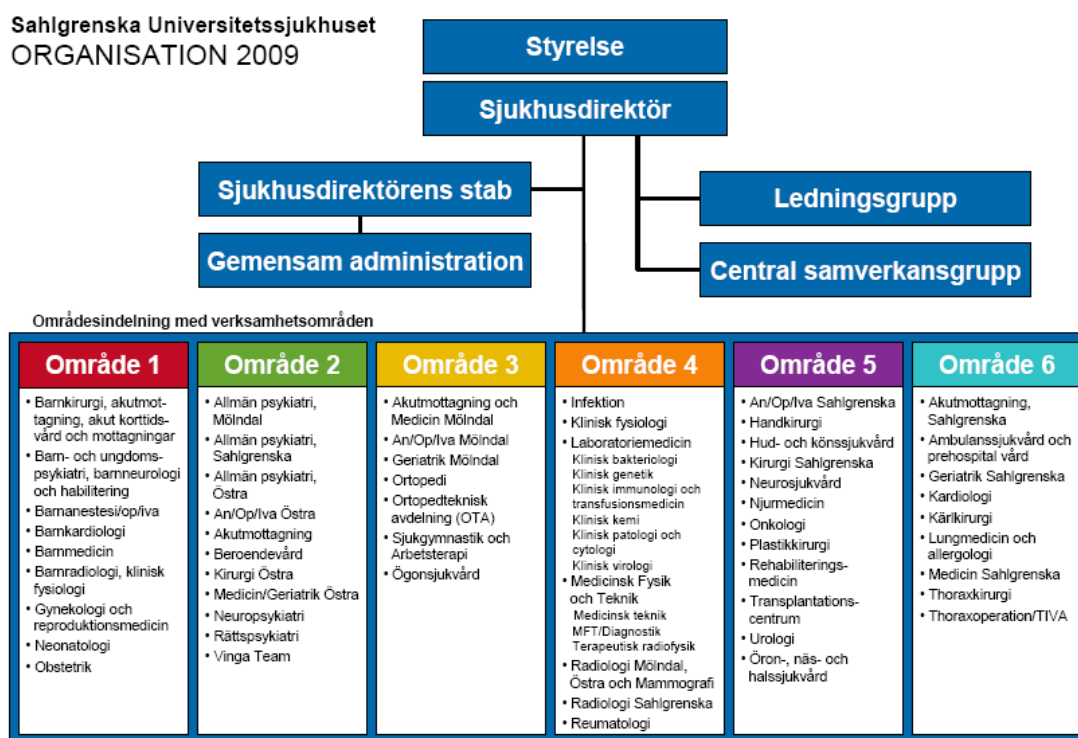 Sahlgrenska Universitetssjukhuset
ORGANISATION 2009
Styrelse
Sjukhusdirektör
Sjukhusdirektörens stab
Gemensam administration
Ledningsgrupp
Central samverkansgrupp
Områdesindelning med verksamhetsområden
Område 1
• Barnkirurgi, akutmot-
tagning, akut korttids-
vård och mottagningar
• Barn- och ungdoms-
psykiatri, barnneurologi
och habilitering
• Barnanestesi/op/iva
• Barnkardiologi
• Barnmedicin
• Barnradiologi, klinisk
fysiologi
• Gynekologi och
reproduktionsmedicin
• Neonatologi
• Obstetrik
Område 2
• Allmän psykiatri,
Mölndal
• Allmän psykiatri,
Sahlgrenska
• Allmän psykiatri,
Östra
• An/Op/Iva Östra
• Akutmottagning
• Beroendevård
• Kirurgi Östra
• Medicin/Geriatrik Östra
• Neuropsykiatri
• Rättspsykiatri
• Vinga Team
Område 3
• Akutmottagning och
Medicin Mölndal
• An/Op/Iva Mölndal
• Geriatrik Mölndal
• Ortopedi
• Ortopedteknisk
avdelning (OTA)
• Sjukgymnastik och
Arbetsterapi
• Ögonsjukvård
Område 4
• Infektion
• Klinisk fysiologi
• Laboratoriemedicin
Klinisk bakteriologi
Klinisk genetik
Klinisk immunologi och
transfusionsmedicin
Klinisk kemi
Klinisk patologi och
cytologi
Klinisk virologi
• Medicinsk Fysik
och Teknik
Medicinsk teknik
MFT/Diagnostik
Terapeutisk radiofysik
• Radiologi Mölndal,
Östra och Mammografi
• Radiologi Sahlgrenska
• Reumatologi
Område 5
• An/Op/Iva Sahlgrenska
• Handkirurgi
• Hud- och könssjukvård
• Kirurgi Sahlgrenska
• Neurosjukvård
• Njurmedicin
• Onkologi
• Plastikkirurgi
• Rehabiliterings-
medicin
• Transplantations-
centrum
• Urologi
• Öron-, näs- och
halssjukvård
Område 6
• Akutmottagning,
Sahlgrenska
• Ambulanssjukvård och
prehospital vård
• Geriatrik Sahlgrenska
• Kardiologi
• Kärlkirurgi
• Lungmedicin och
allergologi
• Medicin Sahlgrenska
• Thoraxkirurgi
• Thoraxoperation/TIVA